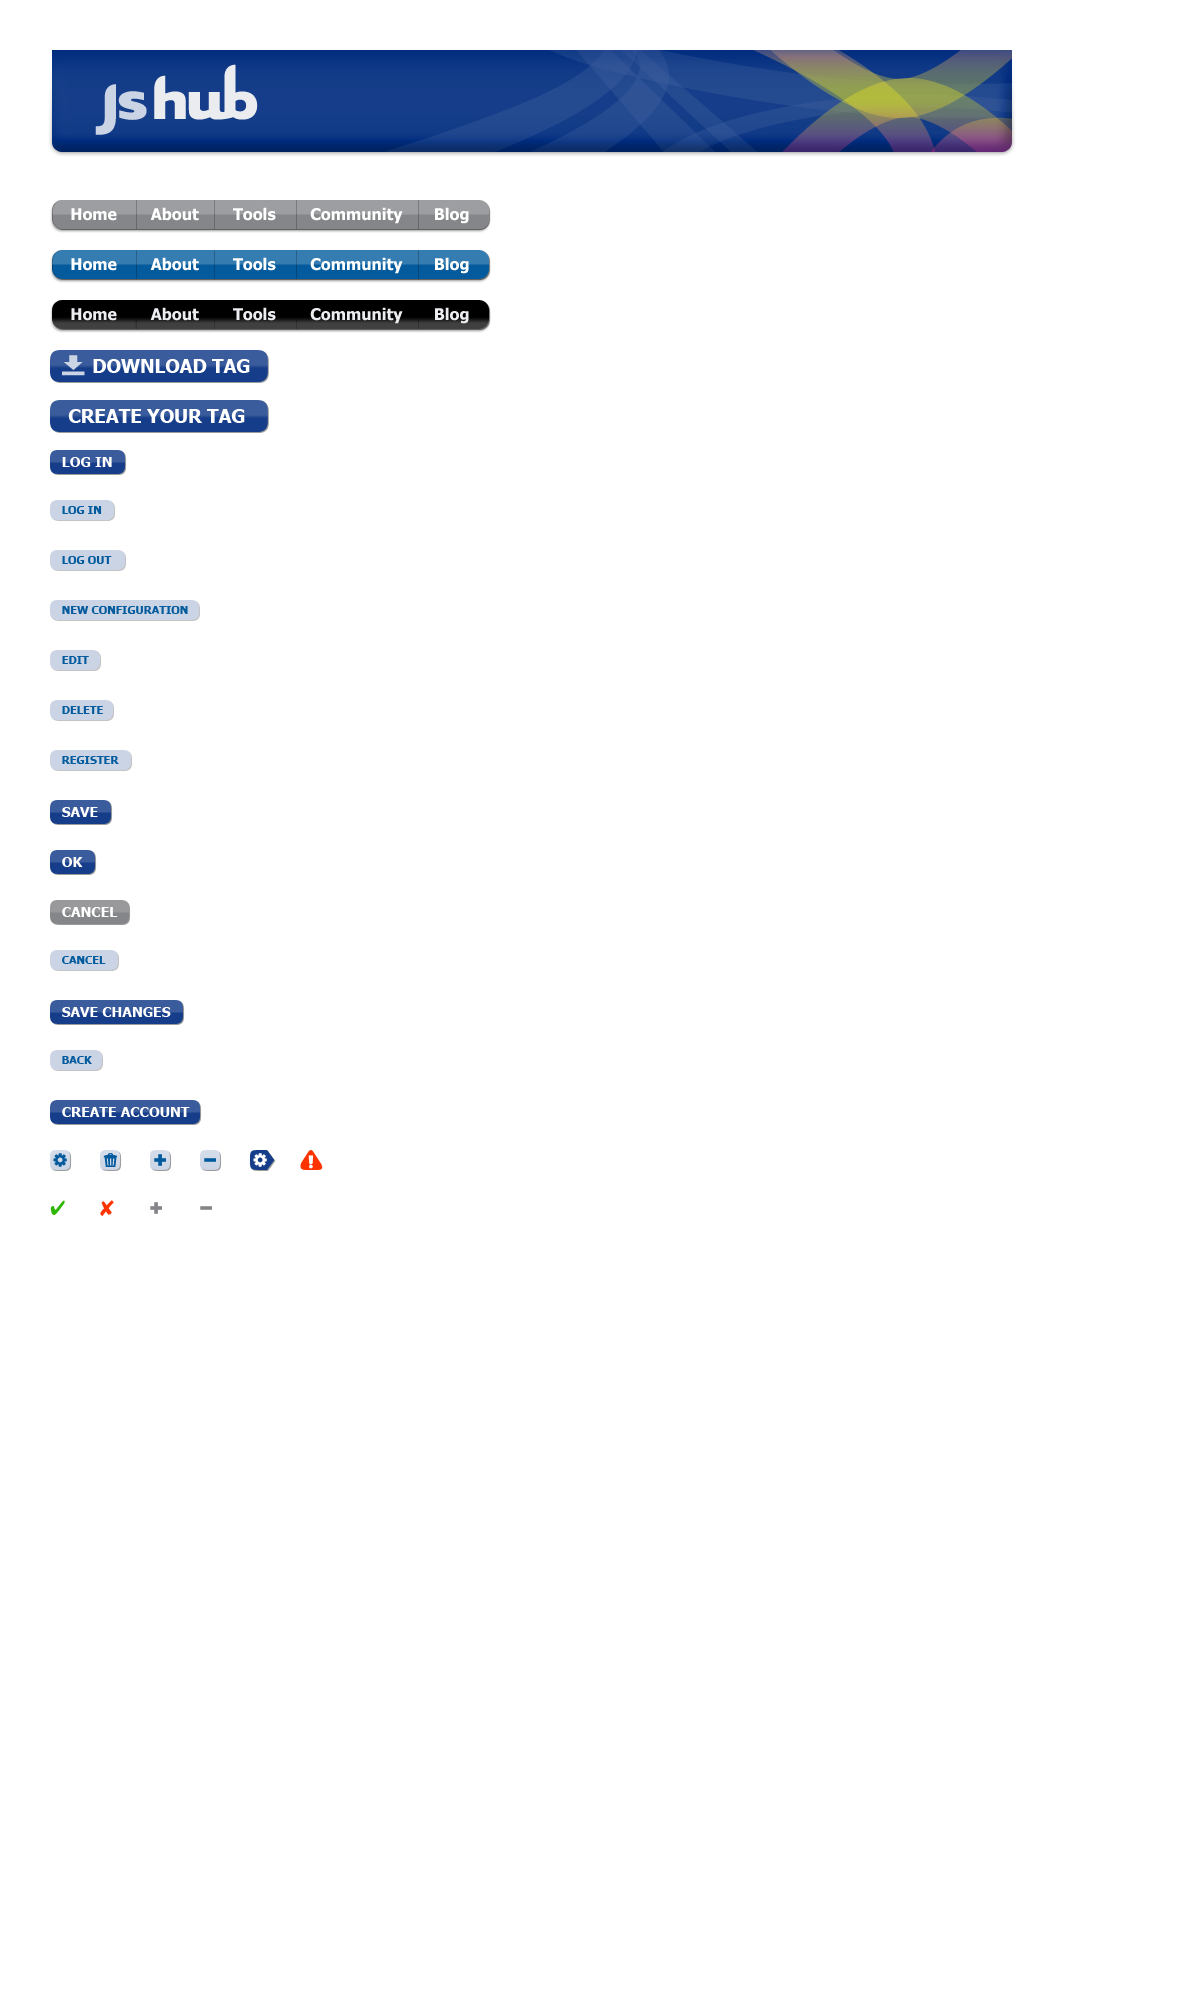 jshub
Home About Tools Community Blog
Home About Tools Community Blog
Home About Tools Community Blog
DOWNLOAD TAG
CREATE YOUR TAG
LOG IN
LOG IN
LOG OUT
NEW CONFIGURATION
EDIT
DELETE
REGISTER
SAVE
OK
CANCEL
CANCEL
SAVE CHANGES
BACK
CREATE ACCOUNT